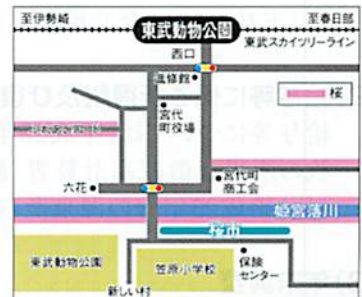 至伊勢崎
至春日部
東武動物公園
西口
東武スカイツリーライン
進修館
桜
宮代
町役場
宮代町
商工会
六花
姫宮落川
桜市
東武動物公園
笠原小学校
保険
センター
新しい村